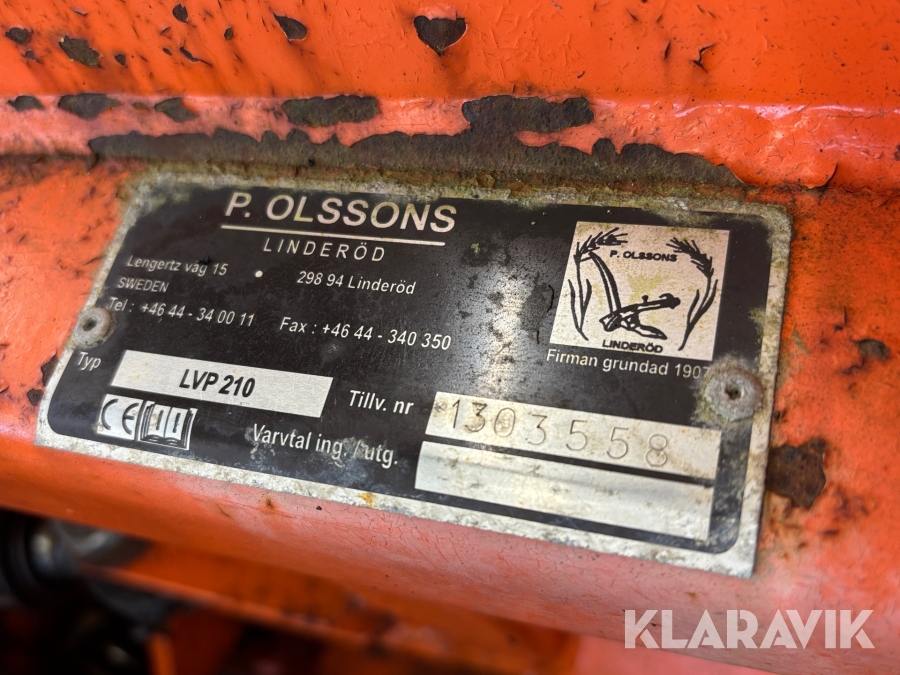 P. OLSSONS
LINDERÖD
Lengertz väg 15 • 298 94 Linderöd
SWEDEN
Tel : +46 44 - 34 00 11 Fax : +46 44 - 340 350
P. OLSSONS
LINDERÖD
Firman grundad 1907
Typ LVP 210
Tillv. nr 1303558
CE
Varvtal ing. / utg.
KLARAVIK